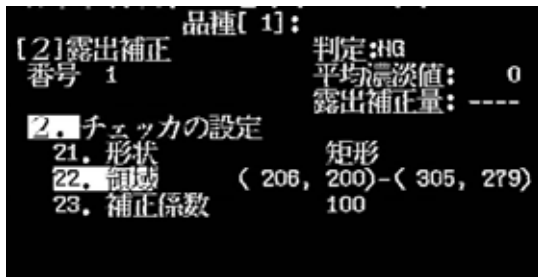 品種[ 1]:
[2]露出補正 判定:NG
番号 1 平均濃淡値: 0
露出補正量:----
2. チェッカの設定
21. 形状 矩形
22. 領域 ( 206, 200)-( 305, 279)
23. 補正係数 100